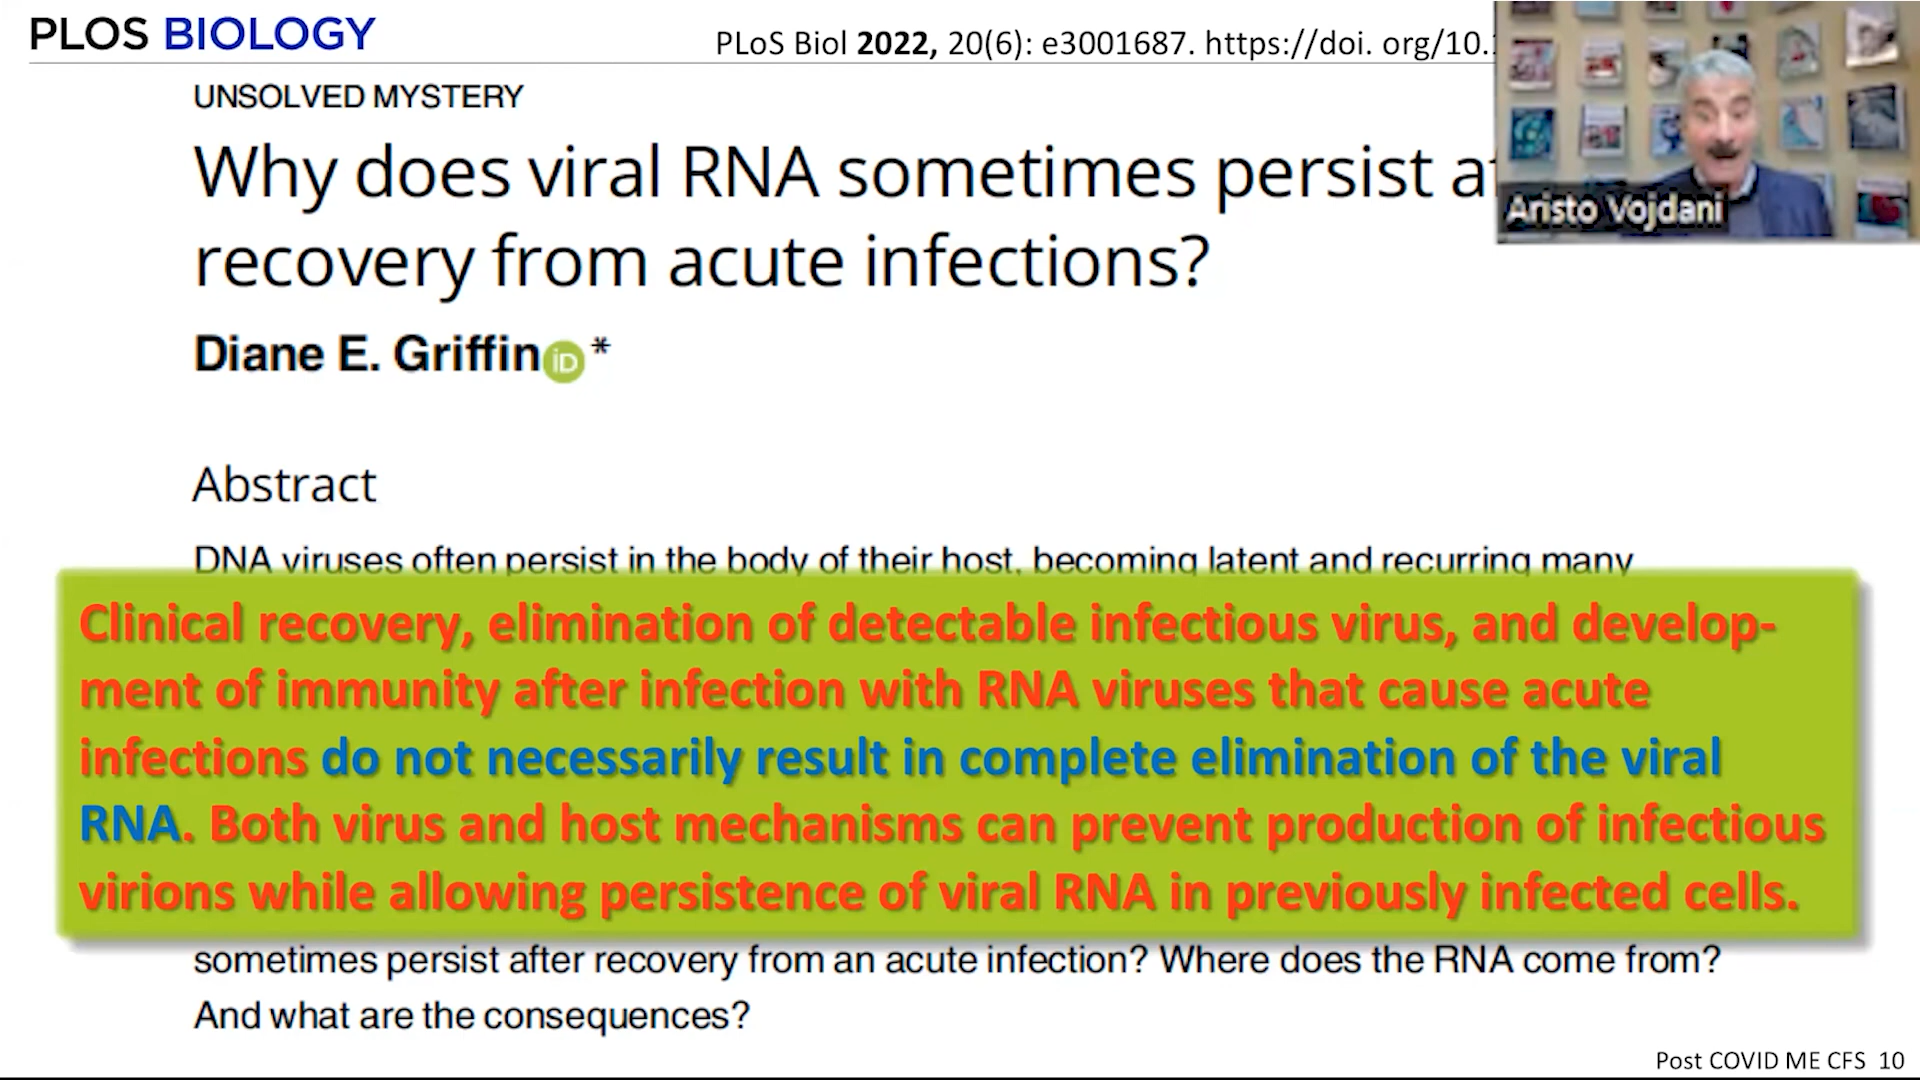 PLOS BIOLOGY
PLoS Biol 2022, 20(6): e3001687. https://doi. org/10.
UNSOLVED MYSTERY
Why does viral RNA sometimes persist
recovery from acute infections?
Diane E. Griffin iD *
Aristo Vojdani
Abstract
DNA viruses often persist in the body of their host, becoming latent and recurring many
Clinical recovery, elimination of detectable infectious virus, and develop-
ment of immunity after infection with RNA viruses that cause acute
infections do not necessarily result in complete elimination of the viral
RNA. Both virus and host mechanisms can prevent production of infectious
virions while allowing persistence of viral RNA in previously infected cells.
sometimes persist after recovery from an acute infection? Where does the RNA come from?
And what are the consequences?
Post COVID ME CFS 10